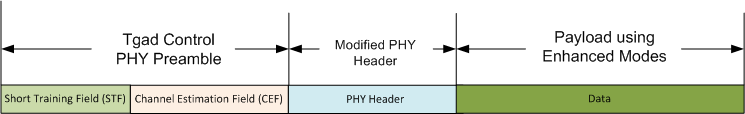 Tgad Control
PHY Preamble
Modified PHY
Header
Payload using
Enhanced Modes
Short Training Field (STF)
Channel Estimation Field (CEF)
PHY Header
Data